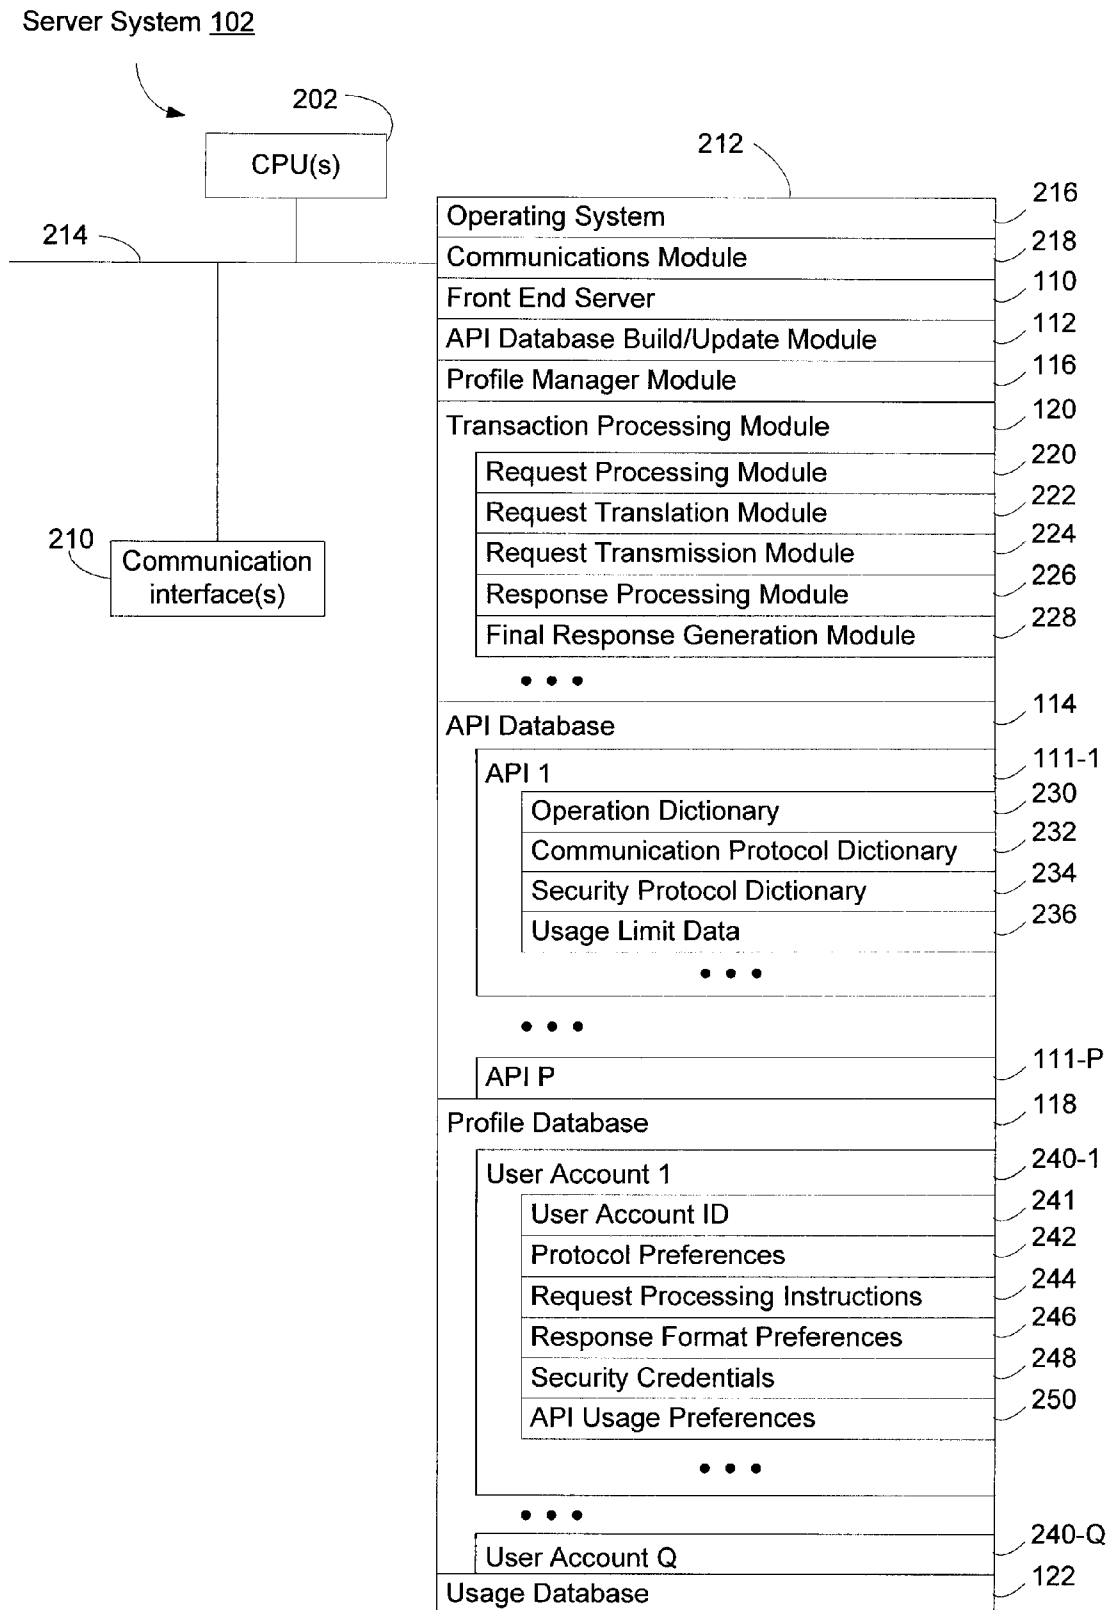 Server System 102
202
CPU(s)
212
214
Operating System 216
Communications Module 218
Front End Server 110
API Database Build/Update Module 112
Profile Manager Module 116
Transaction Processing Module 120
Request Processing Module 220
Request Translation Module 222
Request Transmission Module 224
Response Processing Module 226
Final Response Generation Module 228
210
Communication
interface(s)
API Database 114
API 1 111-1
Operation Dictionary 230
Communication Protocol Dictionary 232
Security Protocol Dictionary 234
Usage Limit Data 236
API P 111-P
Profile Database 118
User Account 1 240-1
User Account ID 241
Protocol Preferences 242
Request Processing Instructions 244
Response Format Preferences 246
Security Credentials 248
API Usage Preferences 250
User Account Q 240-Q
Usage Database 122